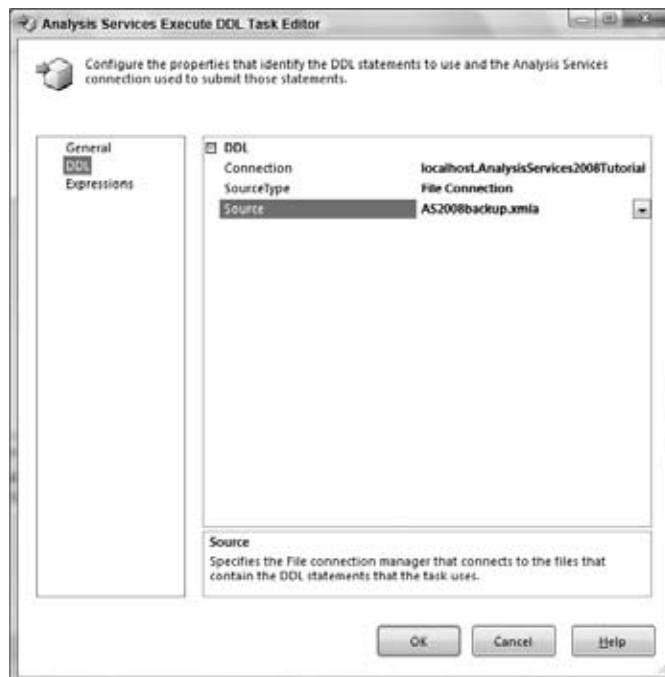 Analysis Services Execute DDL Task Editor
Configure the properties that identify the DDL statements to use and the Analysis Services
connection used to submit those statements.
General
DDL
Expressions
DDL
Connection localhost.AnalysisServices2008Tutorial
SourceType File Connection
Source AS2008backup.xmla
Source
Specifies the File connection manager that connects to the files that
contain the DDL statements that the task uses.
OK Cancel Help